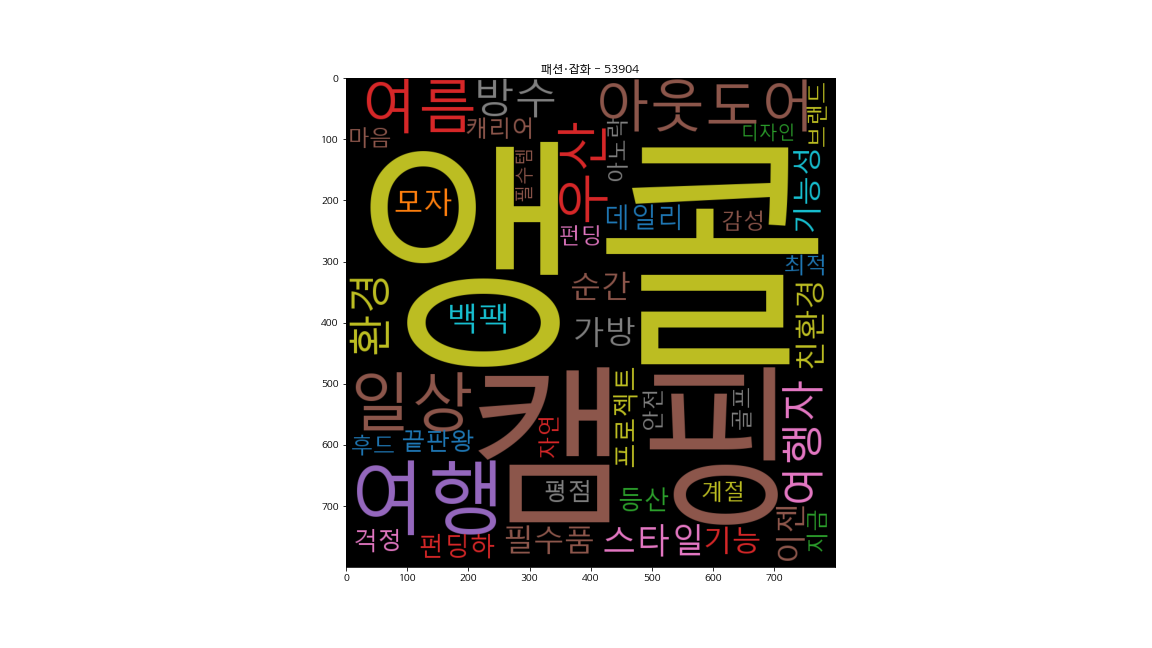 패션·잡화 − 53904
0
100
200
300
400
500
600
700
0 100 200 300 400 500 600 700
여름 방수 아웃도어 브랜드
마음 캐리어 우산 아노락 디자인
앵콜 필수템 기능성
모자 데일리 감성
펀딩 최적
환경 백팩 순간 가방 친환경
일상 캠핑 자연 프로젝트 안전 골프 여행자
후드 끝판왕
여행 평점 등산 계절
걱정 펀딩하 필수품 스타일 기능 이젠 지금